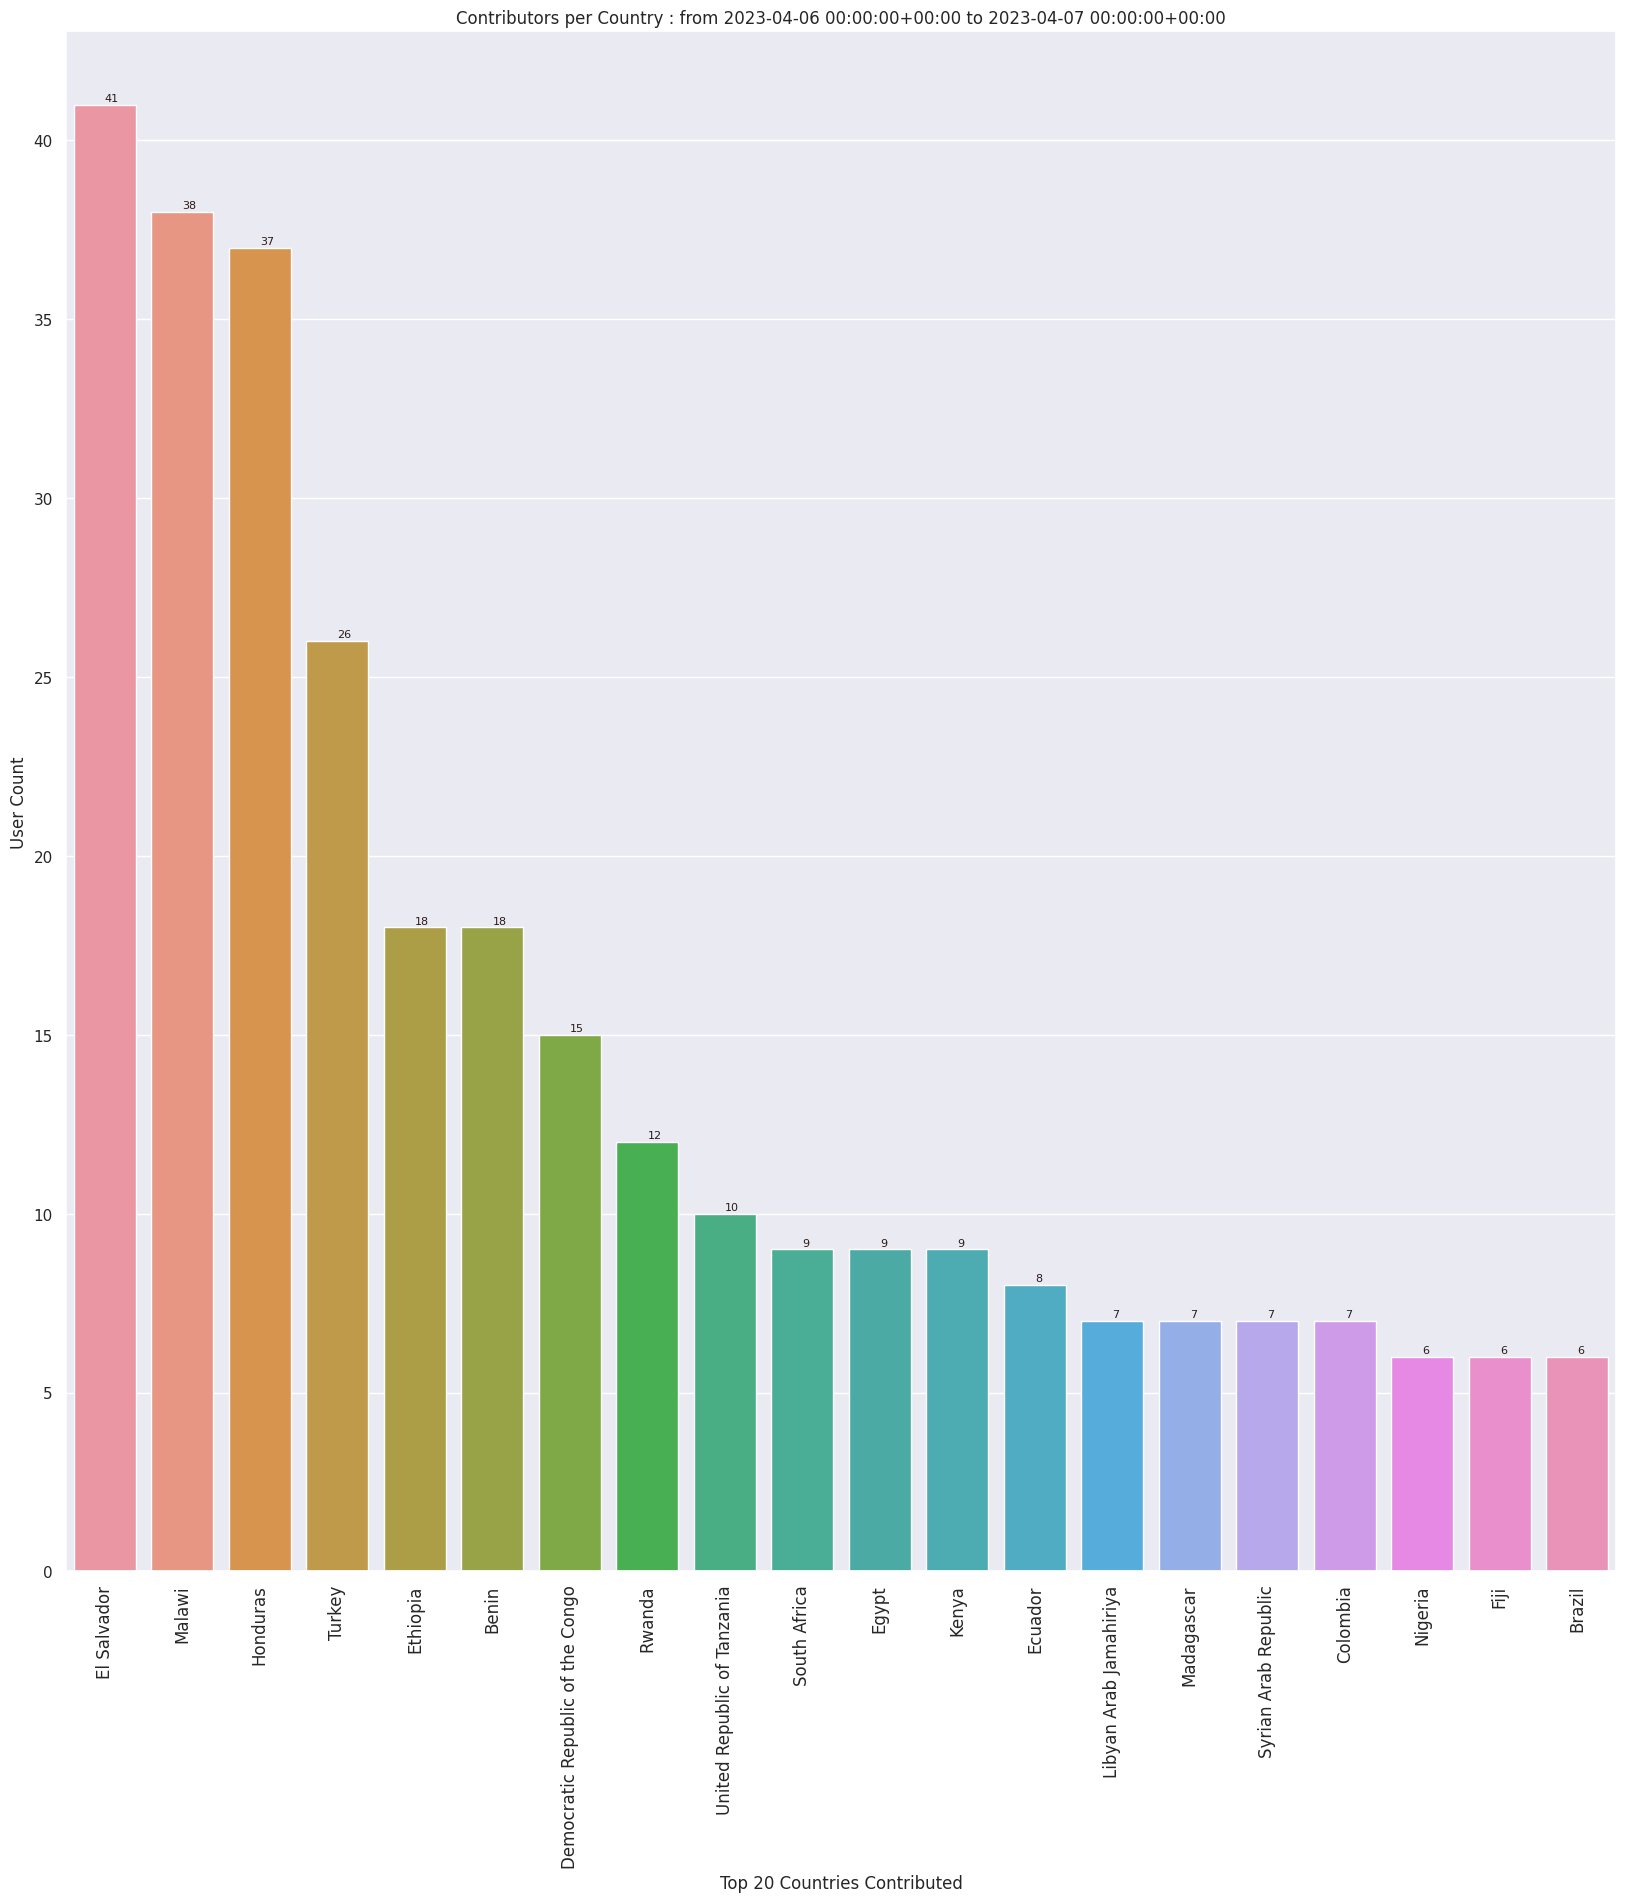 Contributors per Country : from 2023-04-06 00:00:00+00:00 to 2023-04-07 00:00:00+00:00
User Count
40
35
30
25
20
15
10
5
0
41
38
37
26
18
18
15
12
10
9
9
9
8
7
7
7
7
6
6
6
El Salvador
Malawi
Honduras
Turkey
Ethiopia
Benin
Democratic Republic of the Congo
Rwanda
United Republic of Tanzania
South Africa
Egypt
Kenya
Ecuador
Libyan Arab Jamahiriya
Madagascar
Syrian Arab Republic
Colombia
Nigeria
Fiji
Brazil
Top 20 Countries Contributed